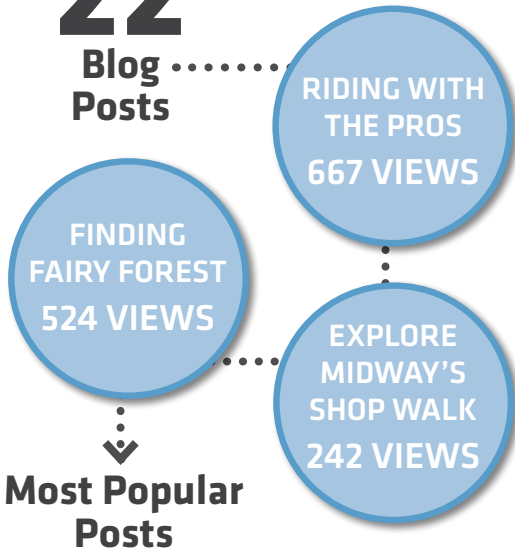 22
Blog
Posts
RIDING WITH
THE PROS
667 VIEWS
FINDING
FAIRY FOREST
524 VIEWS
EXPLORE
MIDWAY'S
SHOP WALK
242 VIEWS
Most Popular
Posts